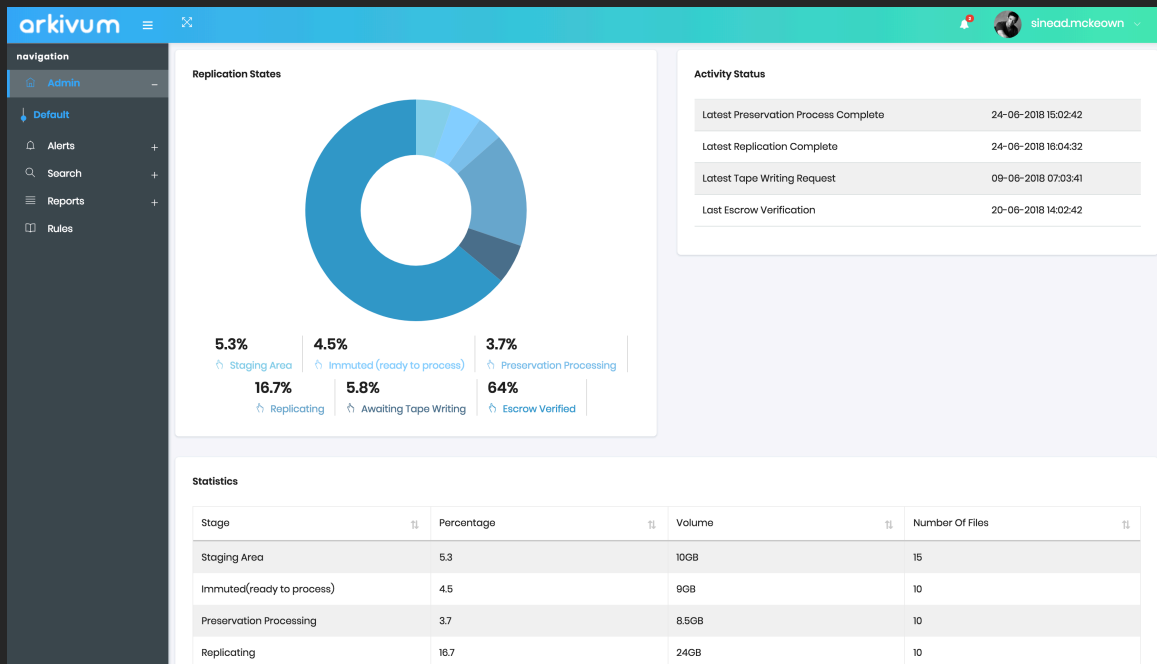 arkivum
3
sinead.mckeown
navigation
Admin
Default
Alerts
Search
Reports
Rules
Replication States
5.3%
4.5%
3.7%
Staging Area
Immuted (ready to process)
Preservation Processing
16.7%
5.8%
64%
Replicating
Awaiting Tape Writing
Escrow Verified
Activity Status
Latest Preservation Process Complete 24-06-2018 15:02:42
Latest Replication Complete 24-06-2018 16:04:32
Latest Tape Writing Request 09-06-2018 07:03:41
Last Escrow Verification 20-06-2018 14:02:42
Statistics
Stage Percentage Volume Number Of Files
Staging Area 5.3 10GB 15
Immuted(ready to process) 4.5 9GB 10
Preservation Processing 3.7 8.5GB 10
Replicating 16.7 24GB 10